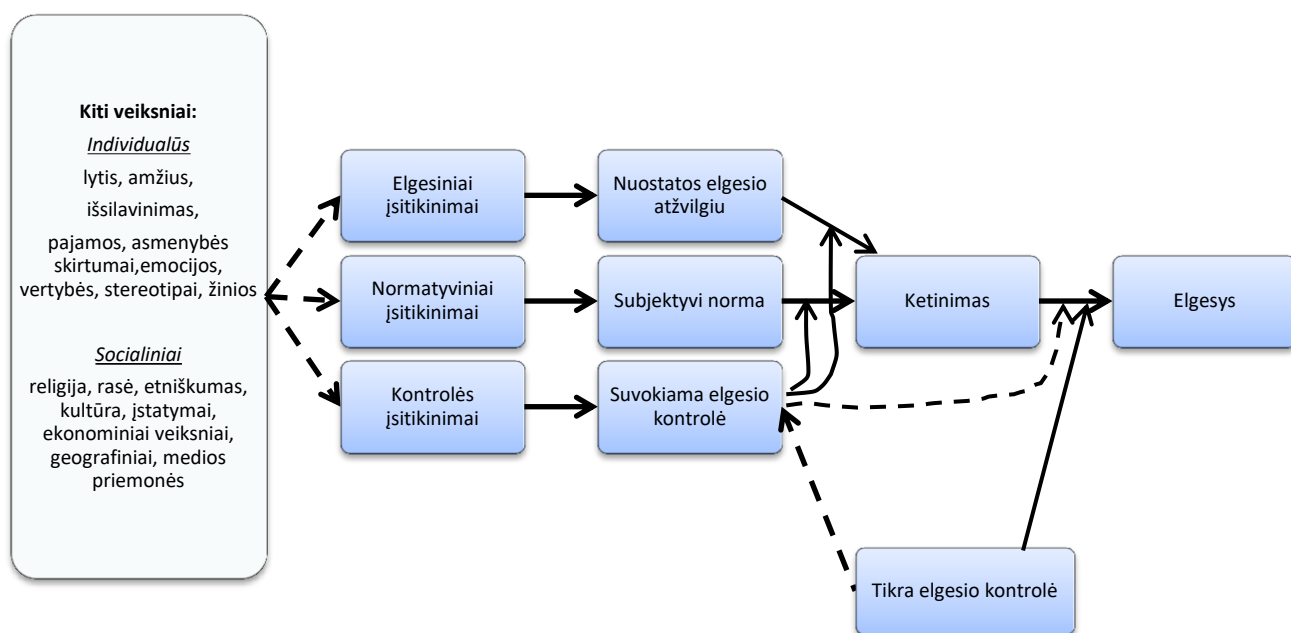 Kiti veiksniai:
Individualūs
lytis, amžius,
išsilavinimas,
pajamos, asmenybės
skirtumai,emocijos,
vertybės, stereotipai, žinios
Socialiniai
religija, rasė, etniškumas,
kultūra, įstatymai,
ekonominiai veiksniai,
geografiniai, medios
priemonės
Elgesiniai
įsitikinimai
Nuostatos elgesio
atžvilgiu
Normatyviniai
įsitikinimai
Subjektyvi norma
Ketinimas
Elgesys
Kontrolės
įsitikinimai
Suvokiama elgesio
kontrolė
Tikra elgesio kontrolė